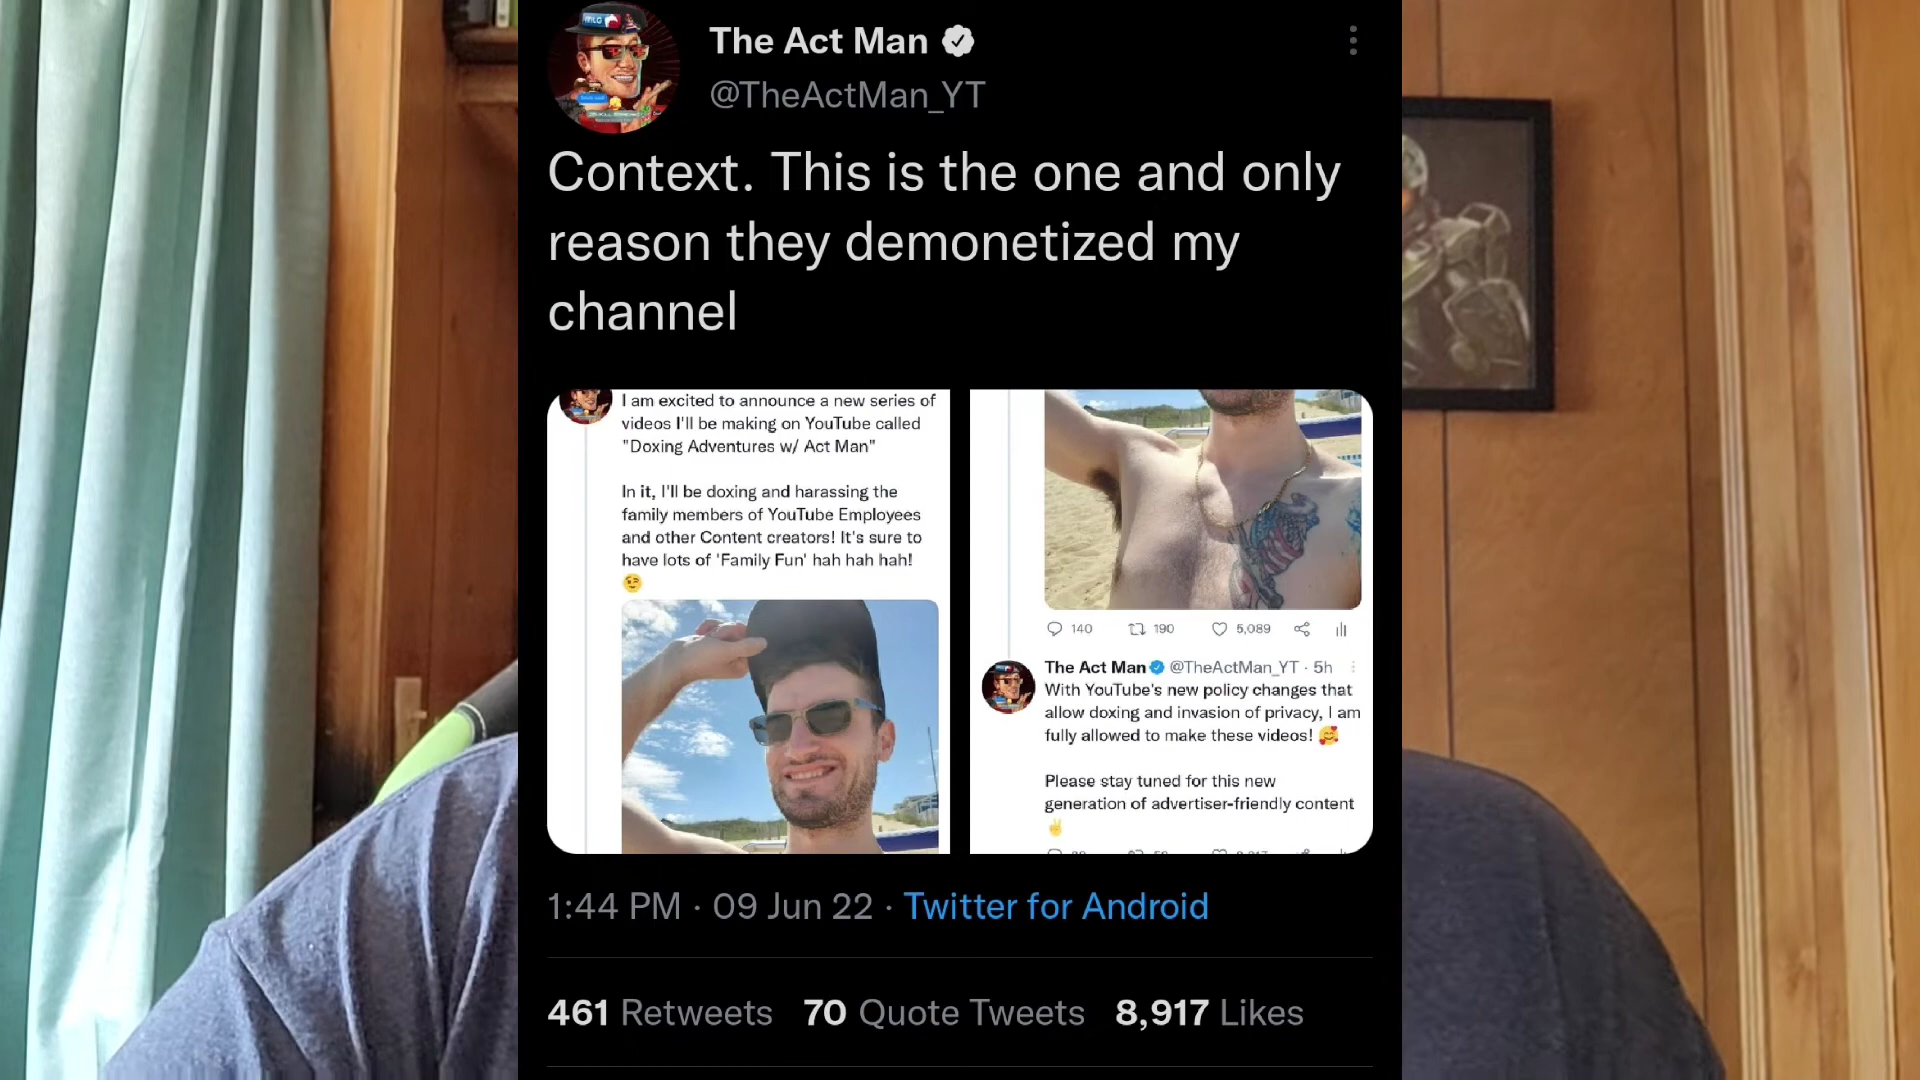 The Act Man
@TheActMan_YT
Context. This is the one and only
reason they demonetized my
channel
I am excited to announce a new series of
videos I'll be making on YouTube called
"Doxing Adventures w/ Act Man"
In it, I'll be doxing and harassing the
family members of YouTube Employees
and other Content creators! It's sure to
have lots of 'Family Fun' hah hah hah!
😉
140 190 5,089
The Act Man @TheActMan_YT · 5h
With YouTube's new policy changes that
allow doxing and invasion of privacy, I am
fully allowed to make these videos! 🥰
Please stay tuned for this new
generation of advertiser-friendly content
✌️
1:44 PM · 09 Jun 22 · Twitter for Android
461 Retweets 70 Quote Tweets 8,917 Likes